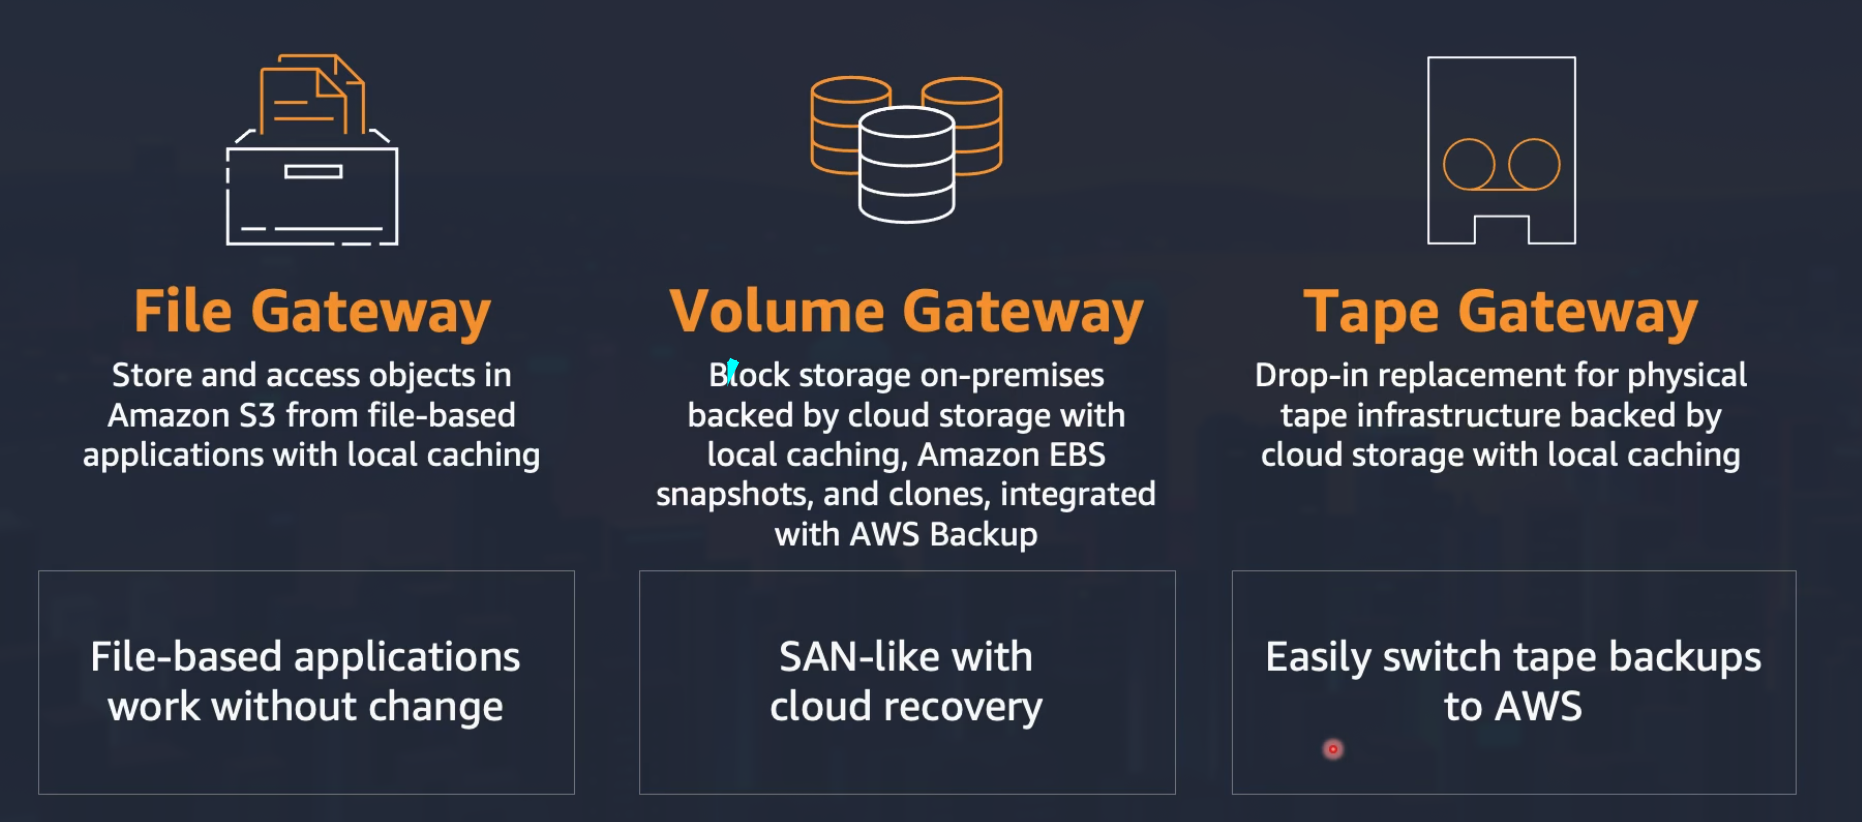 File Gateway
Store and access objects in
Amazon S3 from file-based
applications with local caching
File-based applications
work without change
Volume Gateway
Block storage on-premises
backed by cloud storage with
local caching, Amazon EBS
snapshots, and clones, integrated
with AWS Backup
SAN-like with
cloud recovery
Tape Gateway
Drop-in replacement for physical
tape infrastructure backed by
cloud storage with local caching
Easily switch tape backups
to AWS